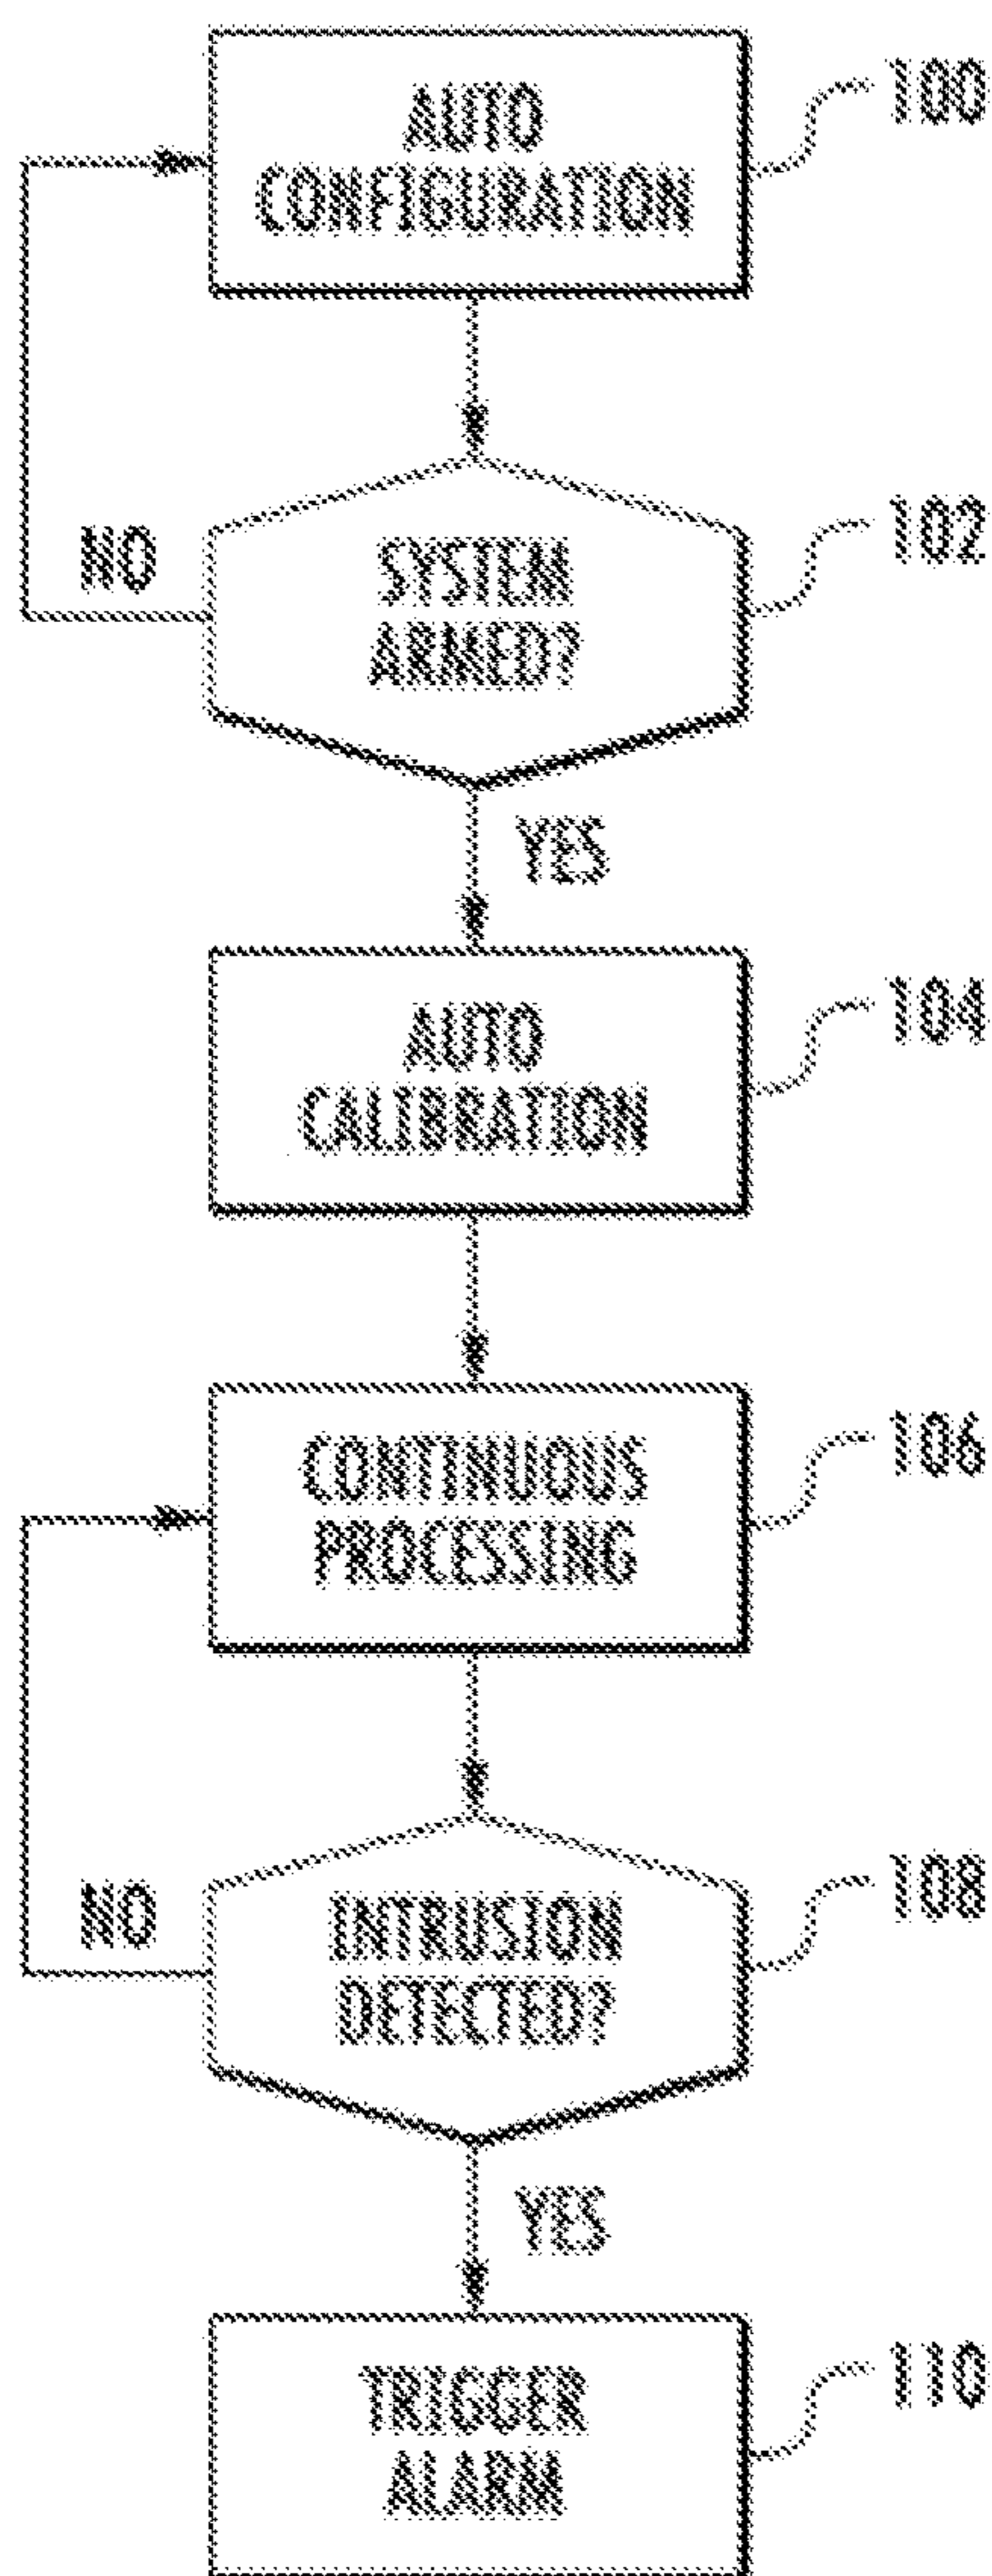 AUTO
CONFIGURATION
100
SYSTEM
ARMED?
102
NO
YES
AUTO
CALIBRATION
104
CONTINUOUS
PROCESSING
106
INTRUSION
DETECTED?
108
NO
YES
TRIGGER
ALARM
110